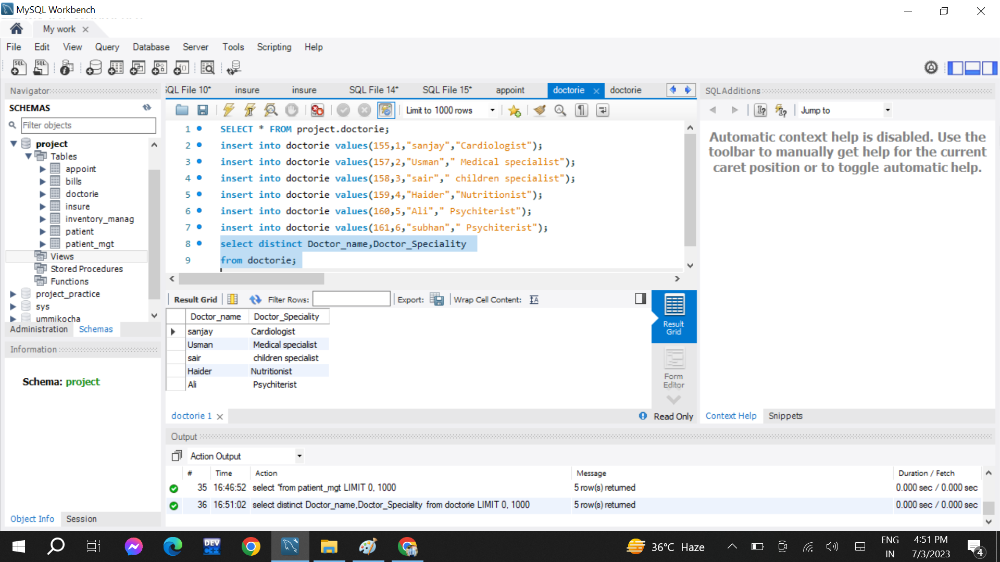 MySQL Workbench
My work
File Edit View Query Database Server Tools Scripting Help
Navigator
SCHEMAS
Filter objects
project
Tables
appoint
bills
doctorie
insure
inventory_manag
patient
patient_mgt
Views
Stored Procedures
Functions
project_practice
sys
ummikocha
Administration Schemas
Information
Schema: project
Object Info Session
SQL File 10* insure insure SQL File 14* SQL File 15* appoint doctorie doctorie
Limit to 1000 rows
1 SELECT * FROM project.doctorie;
2 insert into doctorie values(155,1,"sanjay","Cardiologist");
3 insert into doctorie values(157,2,"Usman"," Medical specialist");
4 insert into doctorie values(158,3,"sair"," children specialist");
5 insert into doctorie values(159,4,"Haider","Nutritionist");
6 insert into doctorie values(160,5,"Ali"," Psychiterist");
7 insert into doctorie values(161,6,"subhan"," Psychiterist");
8 select distinct Doctor_name,Doctor_Speciality
9 from doctorie;
Result Grid Filter Rows: Export: Wrap Cell Content:
Doctor_name Doctor_Speciality
sanjay Cardiologist
Usman Medical specialist
sair children specialist
Haider Nutritionist
Ali Psychiterist
Result
Grid
Form
Editor
doctorie 1
Read Only
SQLAdditions
Jump to
Automatic context help is disabled. Use the
toolbar to manually get help for the current
caret position or to toggle automatic help.
Context Help Snippets
Output
Action Output
# Time Action Message Duration / Fetch
35 16:46:52 select *from patient_mgt LIMIT 0, 1000 5 row(s) returned 0.000 sec / 0.000 sec
36 16:51:02 select distinct Doctor_name,Doctor_Speciality from doctorie LIMIT 0, 1000 5 row(s) returned 0.000 sec / 0.000 sec
DEV
C++
36°C Haze
ENG
IN
4:51 PM
7/3/2023
4